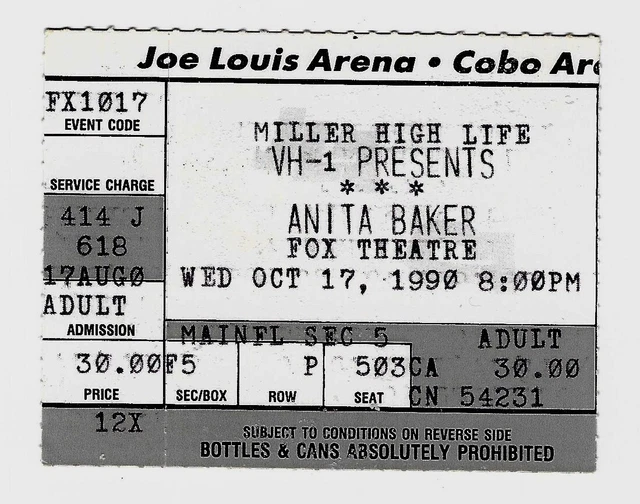 Joe Louis Arena • Cobo Are
FX1017
EVENT CODE
MILLER HIGH LIFE
VH-1 PRESENTS
* * *
SERVICE CHARGE
414 J
ANITA BAKER
618
FOX THEATRE
17AUG0
WED OCT 17, 1990 8:00PM
ADULT
ADMISSION
MAINFL SEC 5
ADULT
30.00
F5
P
503
CA
30.00
PRICE
SEC/BOX
ROW
SEAT
CN 54231
12X
SUBJECT TO CONDITIONS ON REVERSE SIDE
BOTTLES & CANS ABSOLUTELY PROHIBITED